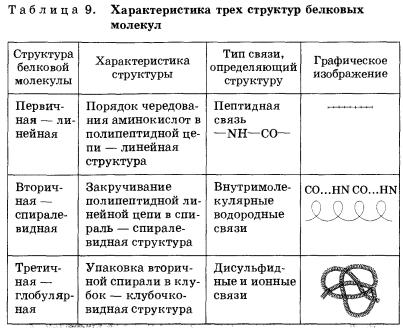 Таблица 9. Характеристика трех структур белковых
молекул
Структура
белковой
молекулы
Характеристика
структуры
Тип связи,
определяющий
структуру
Графическое
изображение
Первич-
ная — ли-
нейная
Порядок чередова-
ния аминокислот в
полипептидной це-
пи — линейная
структура
Пептидная
связь
—NH—CO—
Вторич-
ная —
спирале-
видная
Закручивание
полипептидной ли-
нейной цепи в спи-
раль — спирале-
видная структура
Внутримоле-
кулярные
водородные
связи
CO...HN CO...HN
Третич-
ная —
глобуляр-
ная
Упаковка вторич-
ной спирали в клу-
бок — клубочко-
видная структура
Дисульфид-
ные и ионные
связи